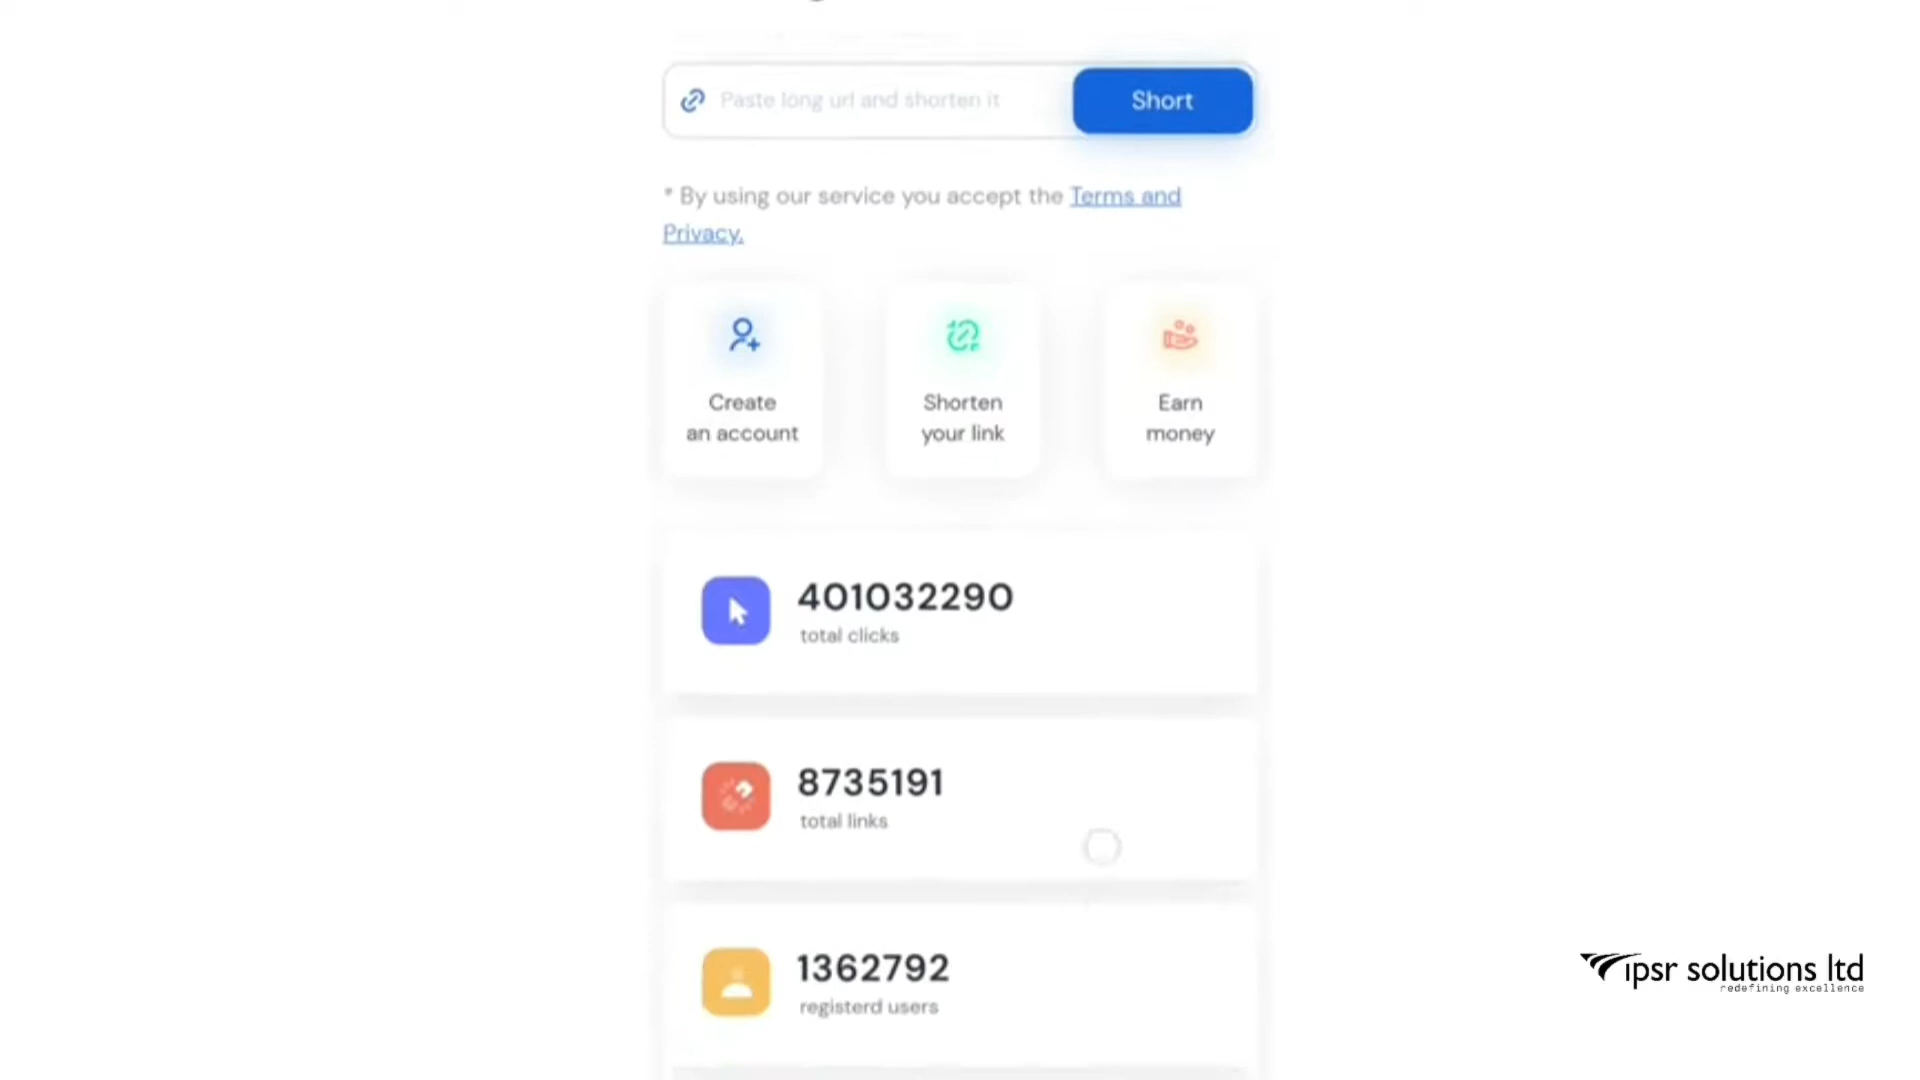 Paste long url and shorten it
Short
* By using our service you accept the Terms and
Privacy.
Create
an account
Shorten
your link
Earn
money
401032290
total clicks
8735191
total links
1362792
registerd users
ipsr solutions ltd
redefining excellence